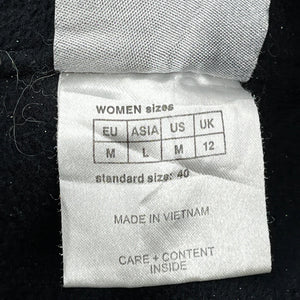 WOMEN sizes
EU ASIA US UK
M L M 12
standard size: 40
MADE IN VIETNAM
CARE + CONTENT
INSIDE